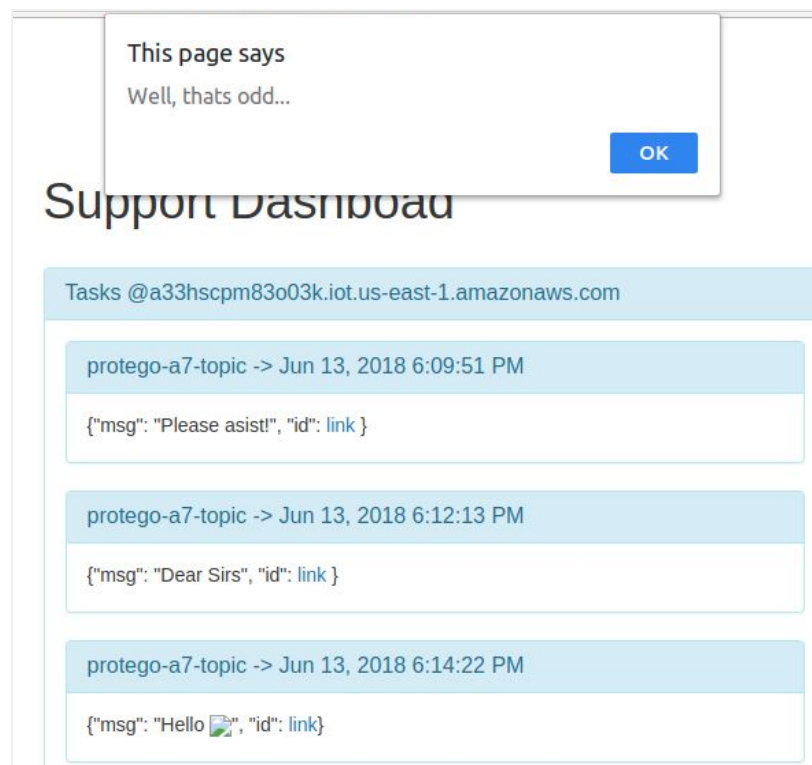 This page says
Well, thats odd...
OK
Support Dashboad
Tasks @a33hscpm83o03k.iot.us-east-1.amazonaws.com
protego-a7-topic -> Jun 13, 2018 6:09:51 PM
{"msg": "Please asist!", "id": link }
protego-a7-topic -> Jun 13, 2018 6:12:13 PM
{"msg": "Dear Sirs", "id": link }
protego-a7-topic -> Jun 13, 2018 6:14:22 PM
{"msg": "Hello ", "id": link}